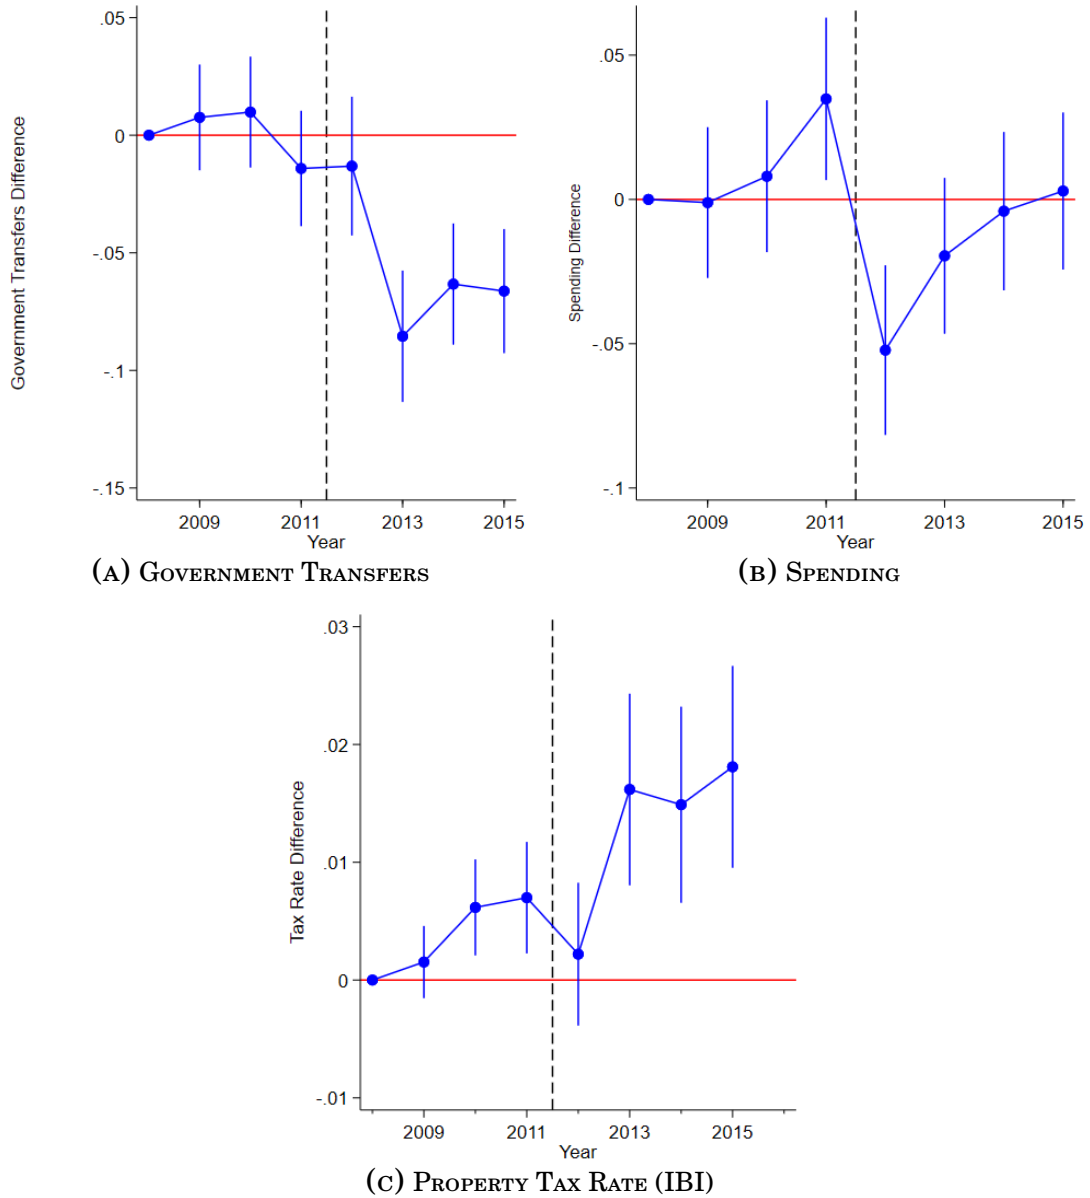 .05
0
-.05
-.1
-.15
Government Transfers Difference
2009 2011 2013 2015
Year
(A) Government Transfers
.05
0
-.05
-.1
Spending Difference
2009 2011 2013 2015
Year
(B) Spending
.03
.02
.01
0
-.01
Tax Rate Difference
2009 2011 2013 2015
Year
(C) Property Tax Rate (IBI)